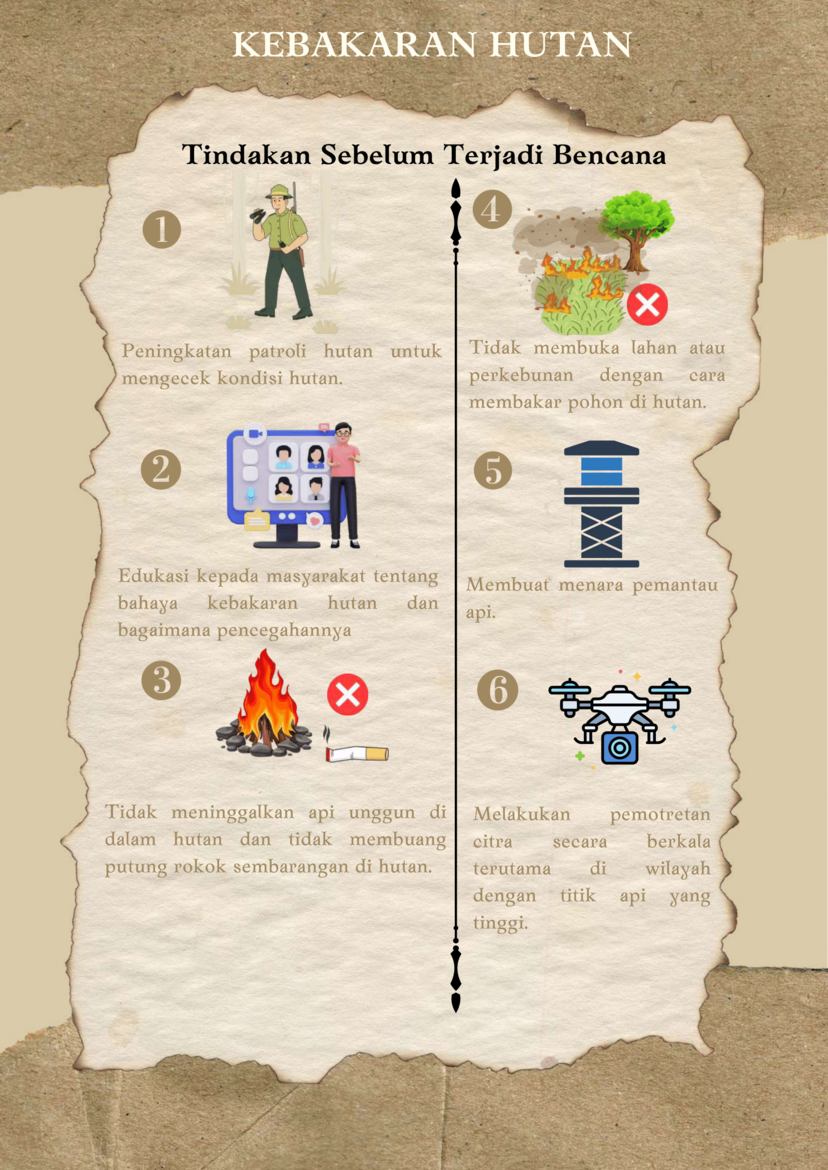 KEBAKARAN HUTAN
Tindakan Sebelum Terjadi Bencana
1
Peningkatan patroli hutan untuk
mengecek kondisi hutan.
2
Edukasi kepada masyarakat tentang
bahaya kebakaran hutan dan
bagaimana pencegahannya
3
Tidak meninggalkan api unggun di
dalam hutan dan tidak membuang
putung rokok sembarangan di hutan.
4
Tidak membuka lahan atau
perkebunan dengan cara
membakar pohon di hutan.
5
Membuat menara pemantau
api.
6
Melakukan pemotretan
citra secara berkala
terutama di wilayah
dengan titik api yang
tinggi.